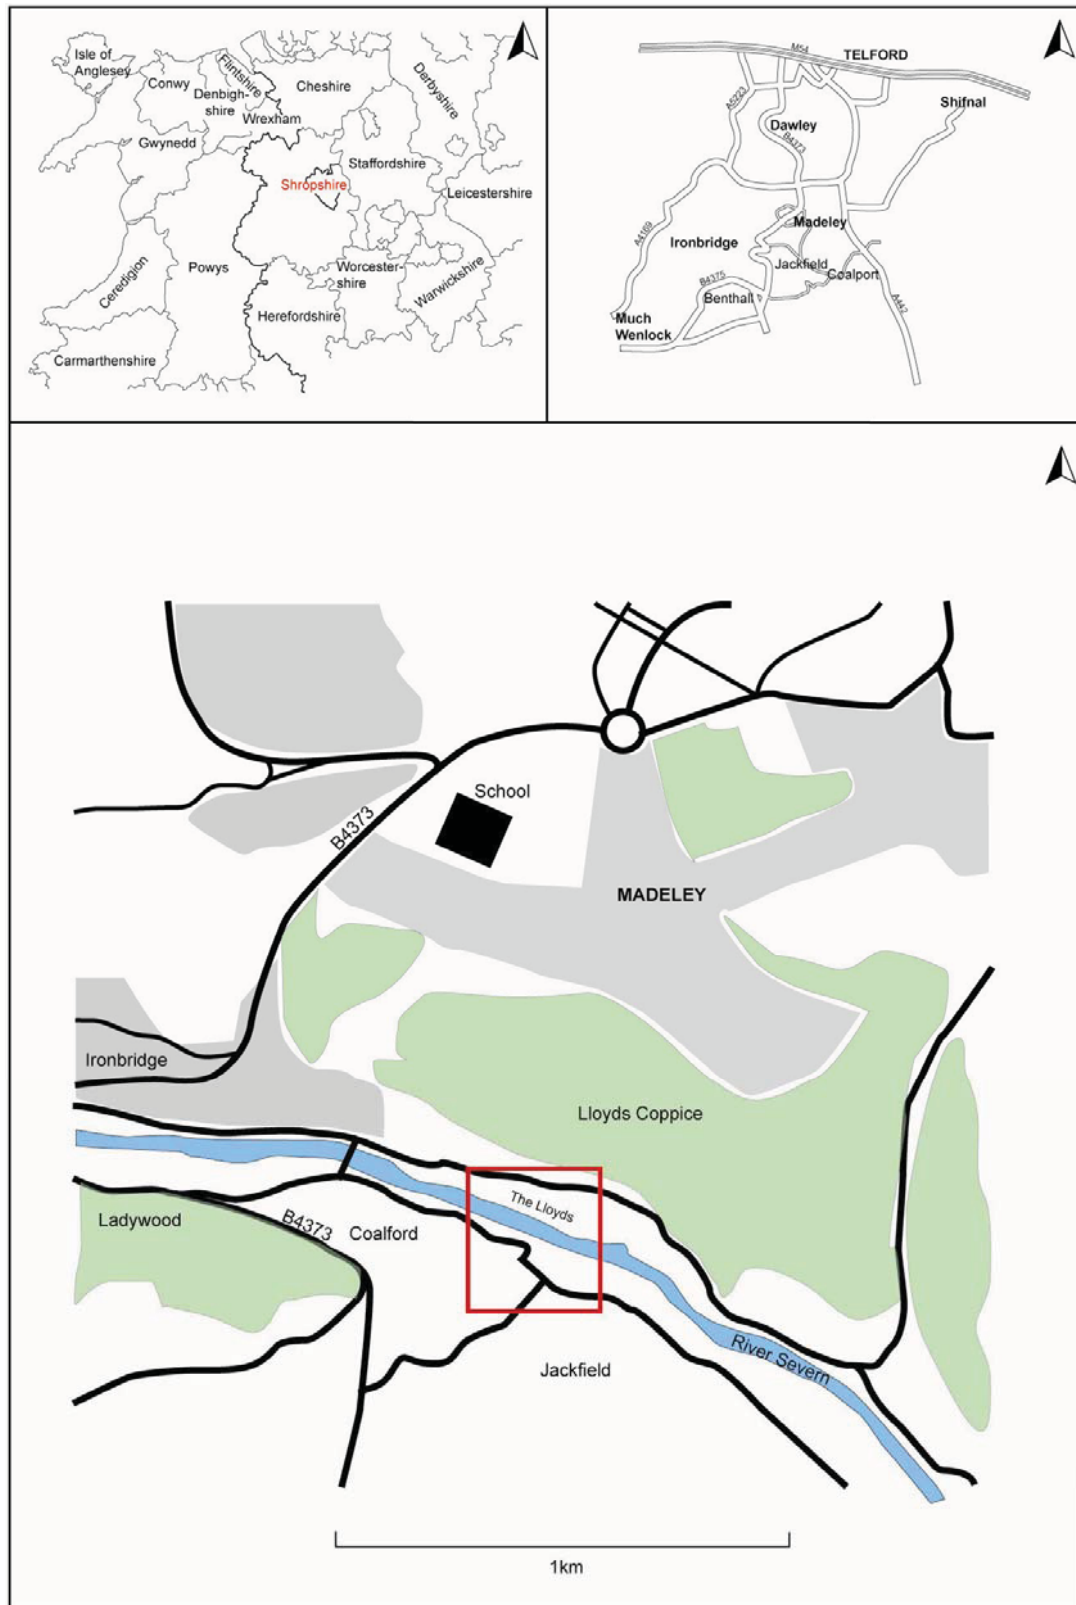 Isle of
Anglesey
Conwy
Flintshire
Denbigh-
shire
Wrexham
Cheshire
Derbyshire
Gwynedd
Staffordshire
Shropshire
Leicestershire
Powys
Ceredigion
Worcester-
shire
Warwickshire
Herefordshire
Carmarthenshire
M54
TELFORD
A5223
Shifnal
Dawley
B4373
Madeley
A4169
Ironbridge
Jackfield
Coalport
B4375
Benthall
A442
Much
Wenlock
School
B4373
MADELEY
Ironbridge
Lloyds Coppice
The Lloyds
Ladywood
B4373
Coalford
River Severn
Jackfield
1km